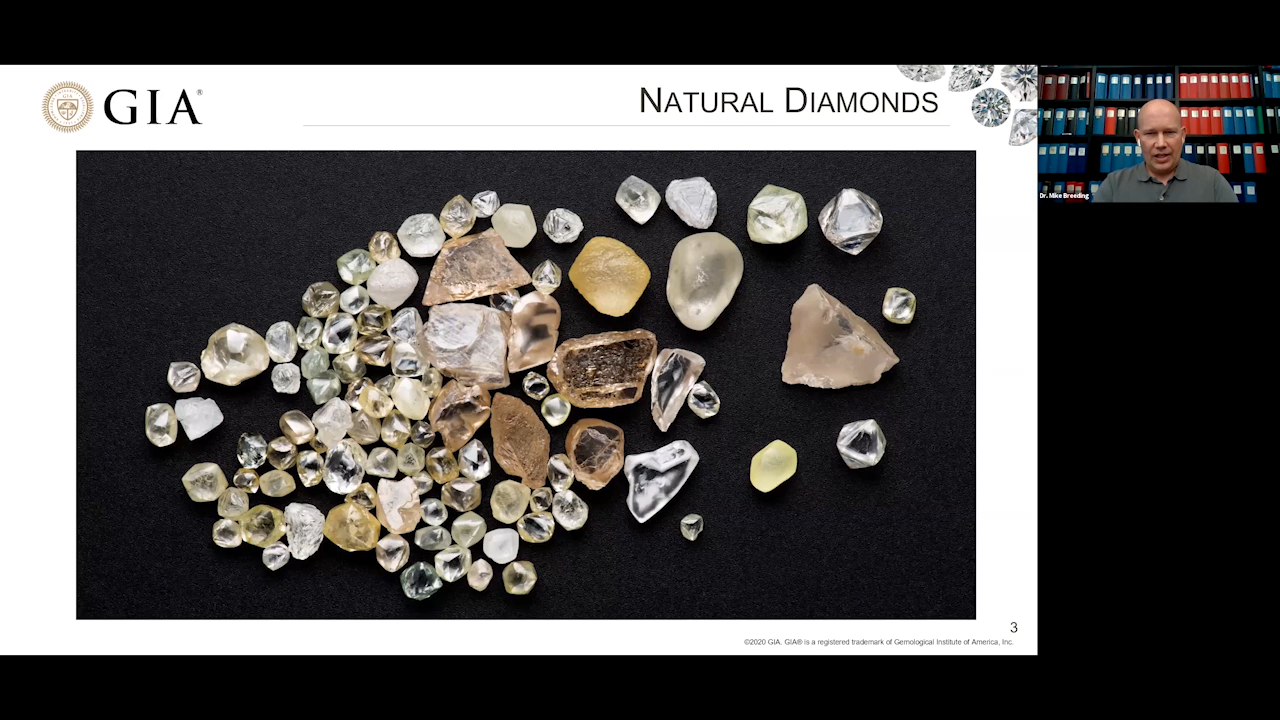 GIA®
NATURAL DIAMONDS
Dr. Mike Breeding
3
©2020 GIA. GIA® is a registered trademark of Gemological Institute of America, Inc.